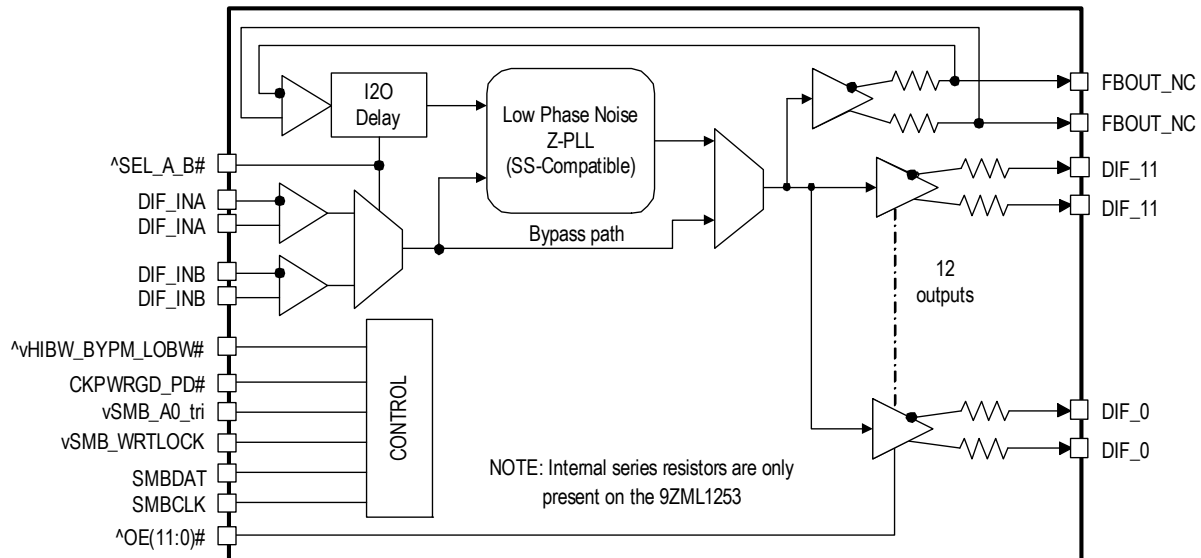 I2O
Delay
Low Phase Noise
Z-PLL
(SS-Compatible)
FBOUT_NC
FBOUT_NC
^SEL_A_B#
DIF_INA
DIF_INA
DIF_INB
DIF_INB
Bypass path
DIF_11
DIF_11
12
outputs
^vHIBW_BYPM_LOBW#
CKPWRGD_PD#
vSMB_A0_tri
vSMB_WRTLOCK
SMBDAT
SMBCLK
^OE(11:0)#
CONTROL
NOTE: Internal series resistors are only
present on the 9ZML1253
DIF_0
DIF_0